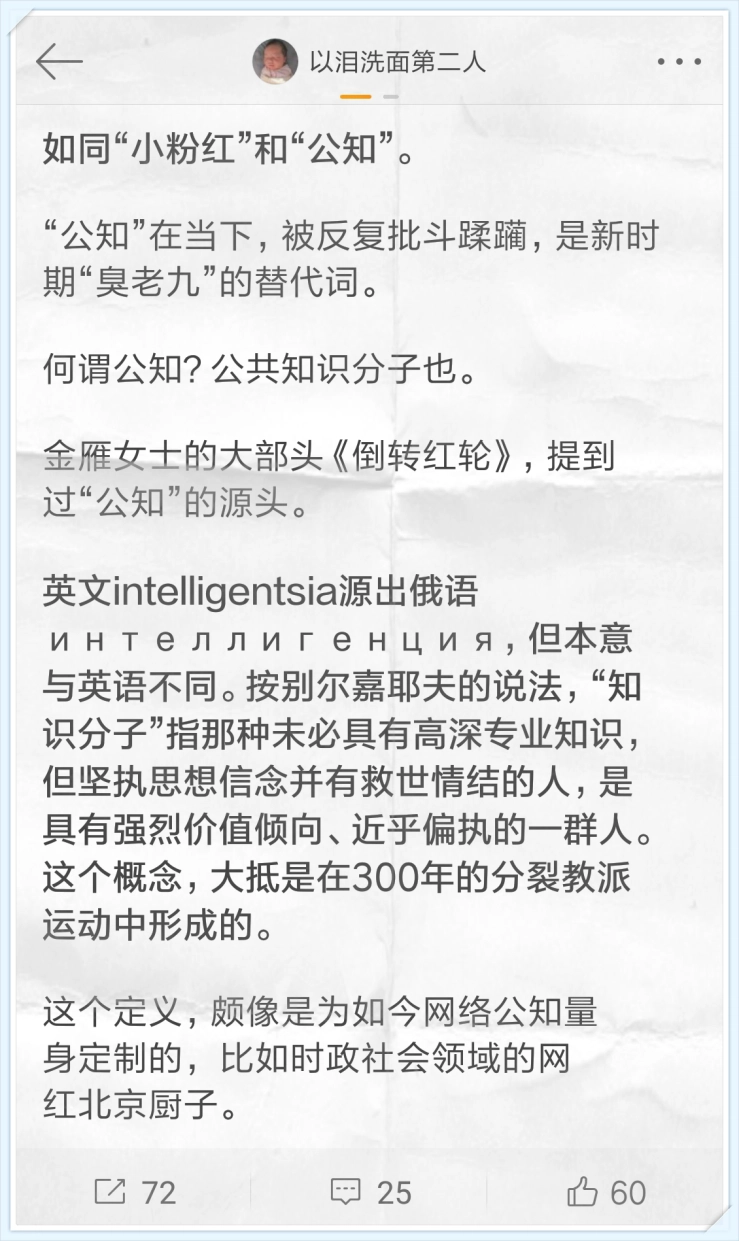 以泪洗面第二人
如同“小粉红”和“公知”。
“公知”在当下，被反复批斗蹂躏，是新时
期“臭老九”的替代词。
何谓公知？公共知识分子也。
金雁女士的大部头《倒转红轮》，提到
过“公知”的源头。
英文intelligentsia源出俄语
интеллигенция，但本意
与英语不同。按别尔嘉耶夫的说法，“知
识分子”指那种未必具有高深专业知识，
但坚执思想信念并有救世情结的人，是
具有强烈价值倾向、近乎偏执的一群人。
这个概念，大抵是在300年的分裂教派
运动中形成的。
这个定义，颇像是为如今网络公知量
身定制的，比如时政社会领域的网
红北京厨子。
72 25 60